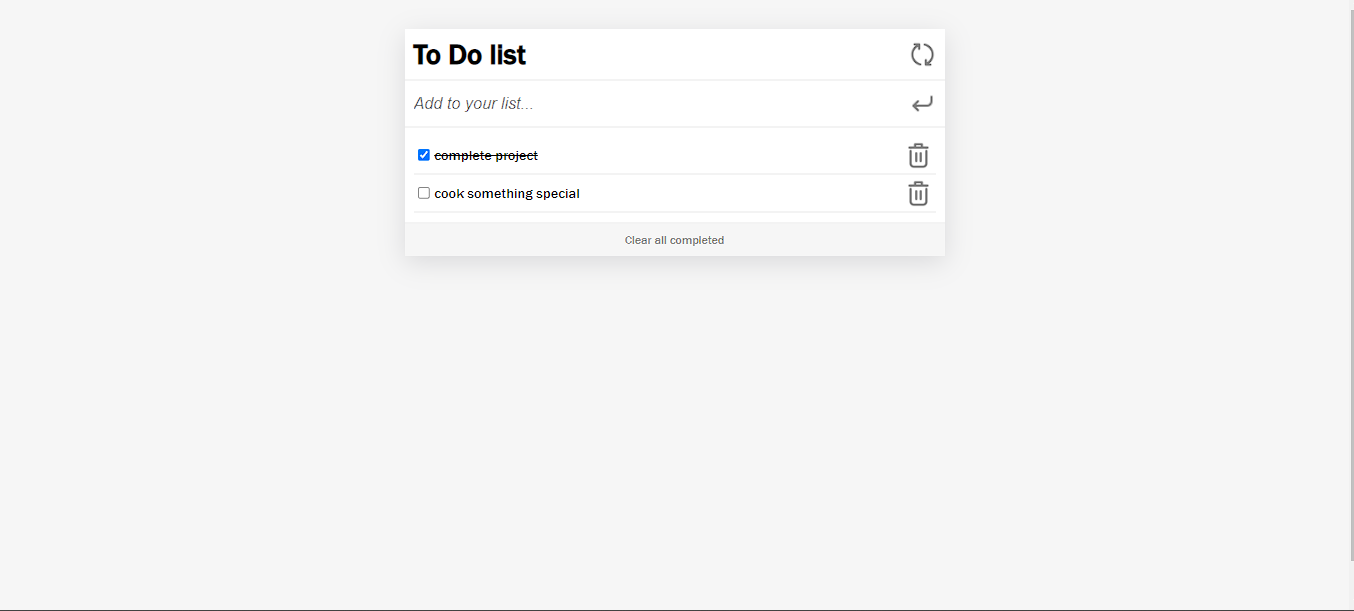 To Do list
Add to your list...
complete project
cook something special
Clear all completed